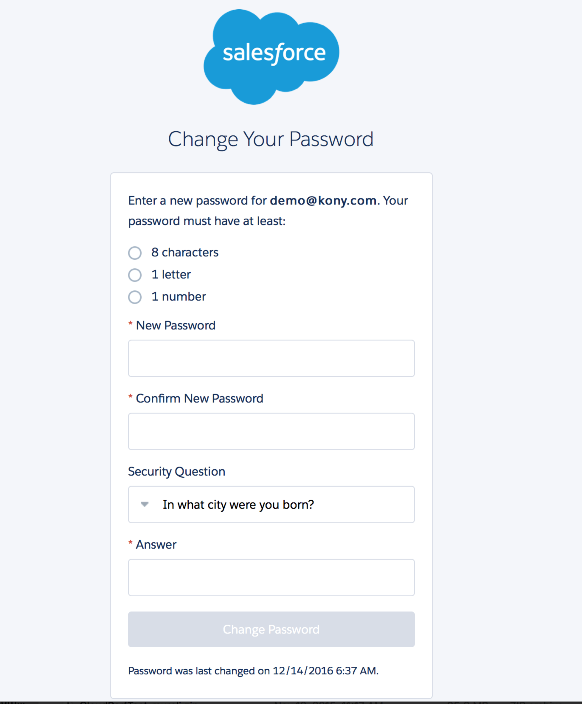 salesforce
Change Your Password
Enter a new password for demo@kony.com. Your
password must have at least:
8 characters
1 letter
1 number
* New Password
* Confirm New Password
Security Question
In what city were you born?
* Answer
Change Password
Password was last changed on 12/14/2016 6:37 AM.